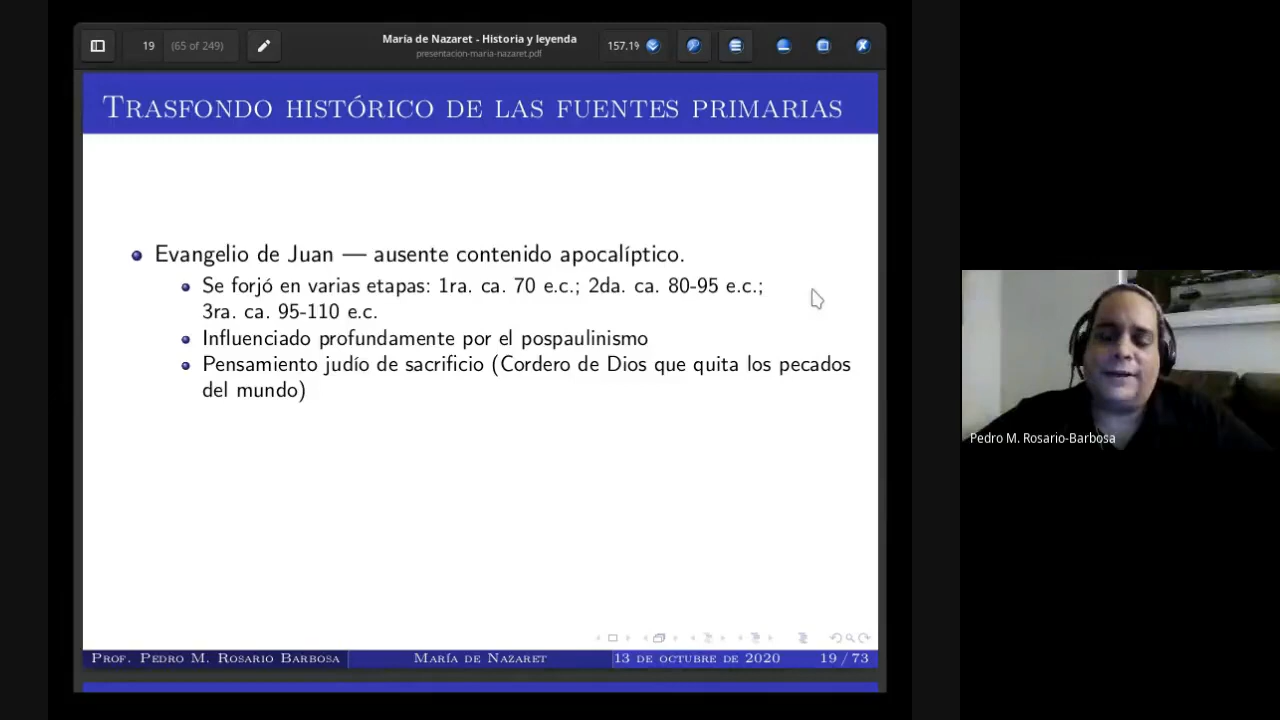 19 (65 of 249)
María de Nazaret - Historia y leyenda
presentacion-maria-nazaret.pdf
157.19
TRASFONDO HISTÓRICO DE LAS FUENTES PRIMARIAS
Evangelio de Juan — ausente contenido apocalíptico.
Se forjó en varias etapas: 1ra. ca. 70 e.c.; 2da. ca. 80-95 e.c.;
3ra. ca. 95-110 e.c.
Influenciado profundamente por el pospaulinismo
Pensamiento judío de sacrificio (Cordero de Dios que quita los pecados
del mundo)
Pedro M. Rosario-Barbosa
PROF. PEDRO M. ROSARIO BARBOSA MARÍA DE NAZARET 13 DE OCTUBRE DE 2020 19 / 73